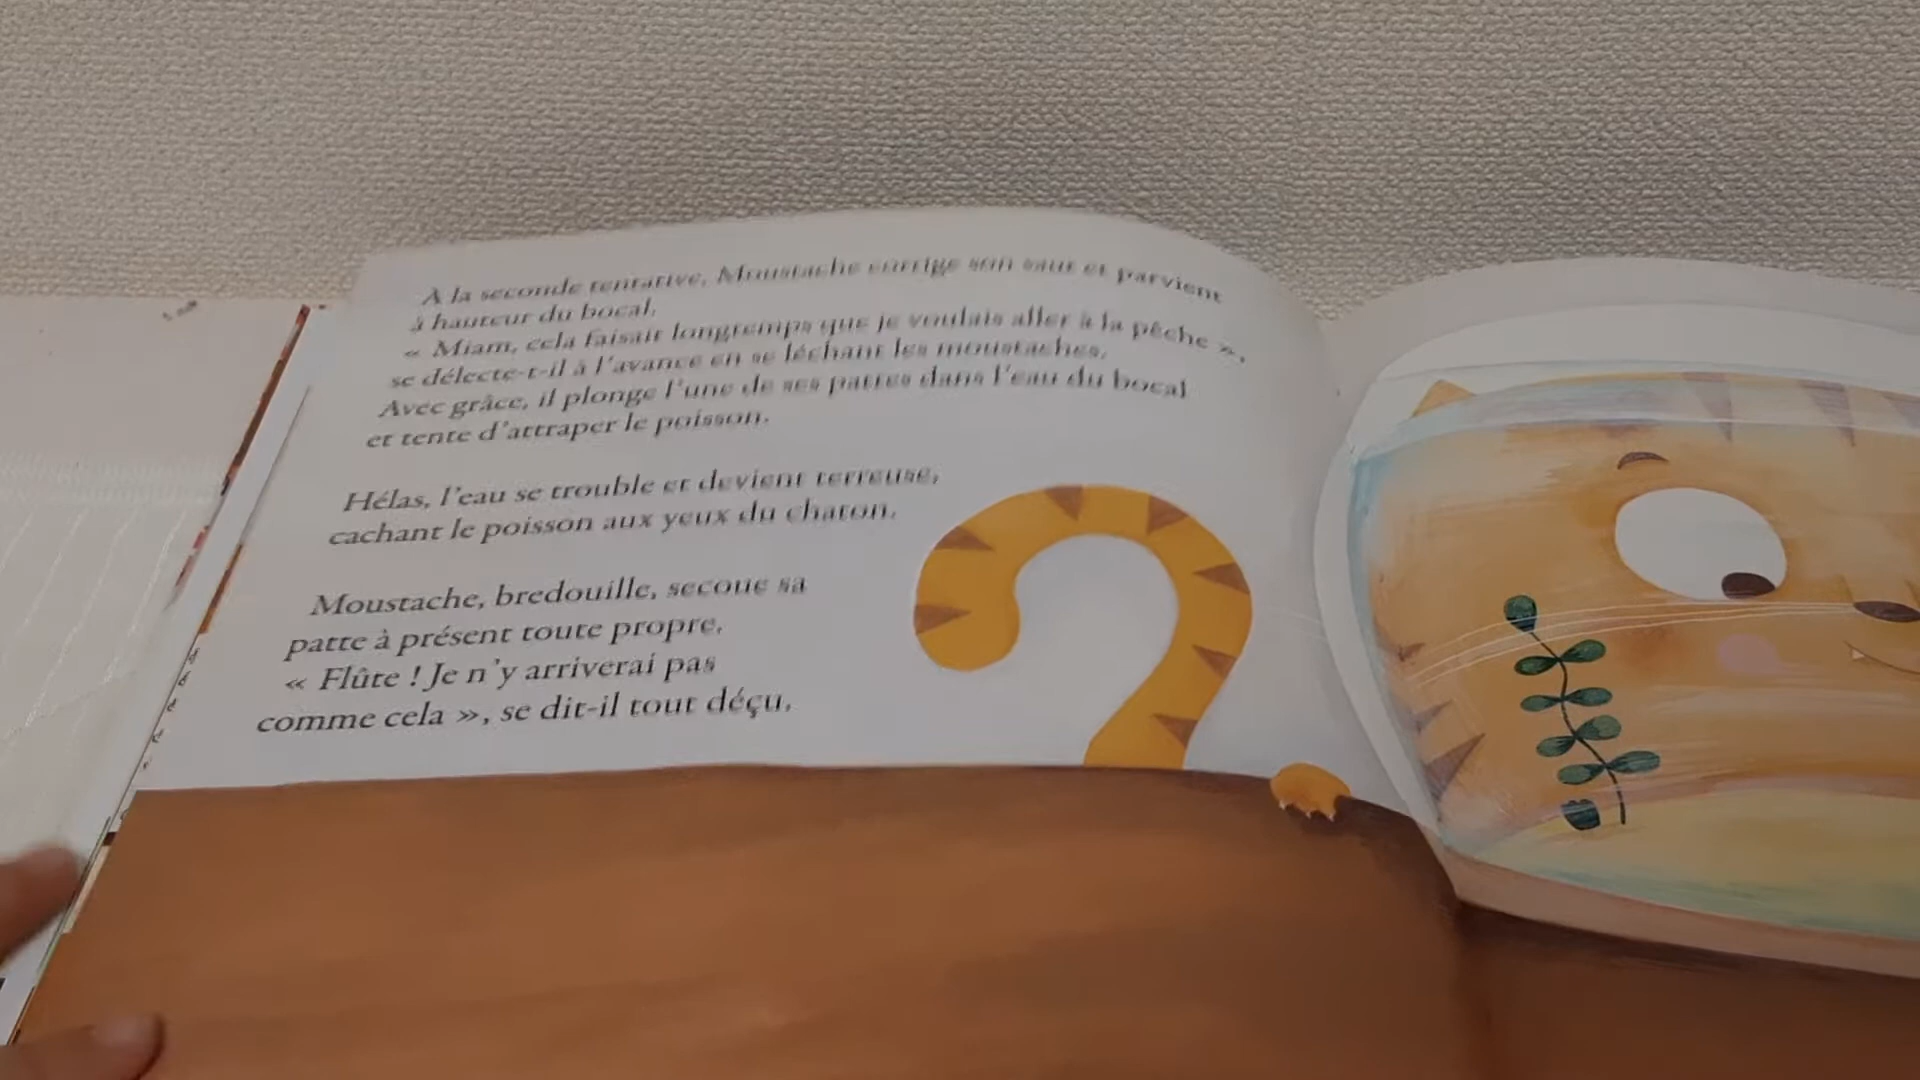 À la seconde tentative, Moustache corrige son saut et parvient
à hauteur du bocal.
« Miam, cela faisait longtemps que je voulais aller à la pêche »,
se délecte-t-il à l'avance en se léchant les moustaches.
Avec grâce, il plonge l'une de ses pattes dans l'eau du bocal
et tente d'attraper le poisson.
Hélas, l'eau se trouble et devient terreuse,
cachant le poisson aux yeux du chaton.
Moustache, bredouille, secoue sa
patte à présent toute propre.
« Flûte ! Je n'y arriverai pas
comme cela », se dit-il tout déçu.